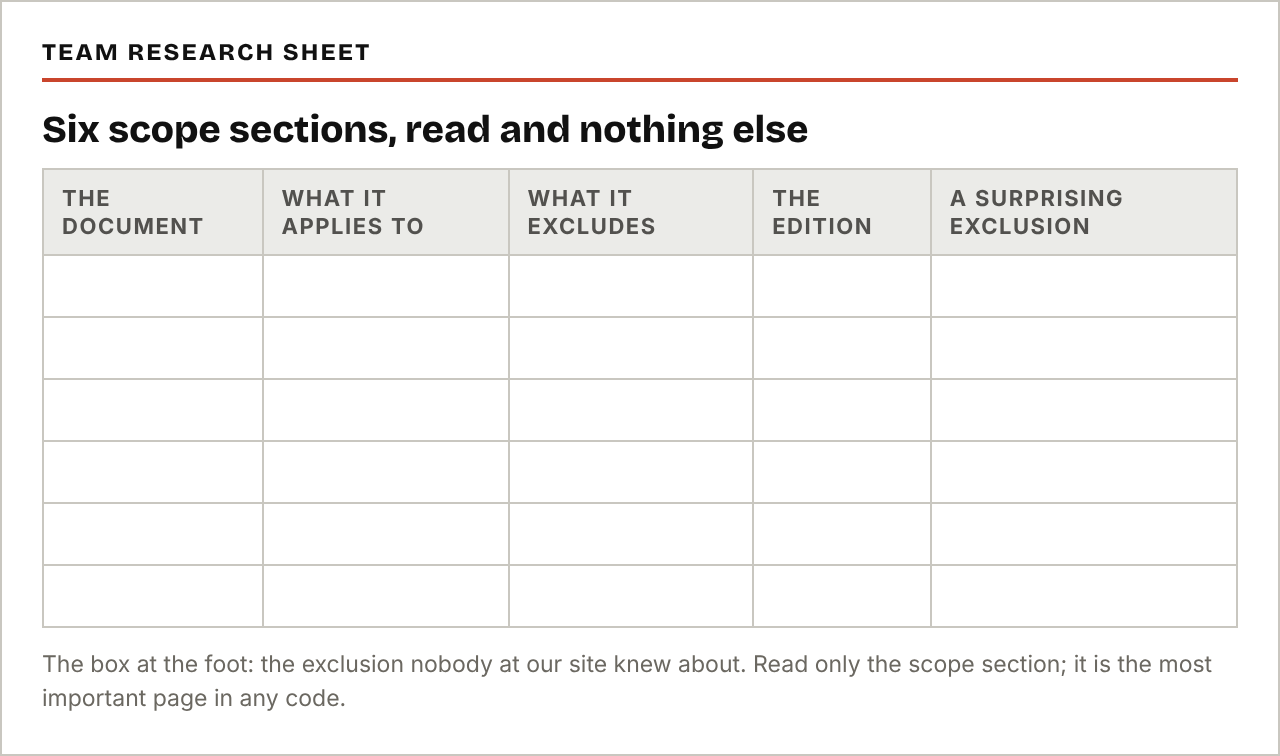 TEAM RESEARCH SHEET
Six scope sections, read and nothing else
THE DOCUMENT
WHAT IT APPLIES TO
WHAT IT EXCLUDES
THE EDITION
A SURPRISING EXCLUSION
The box at the foot: the exclusion nobody at our site knew about. Read only the scope section; it is the most
important page in any code.